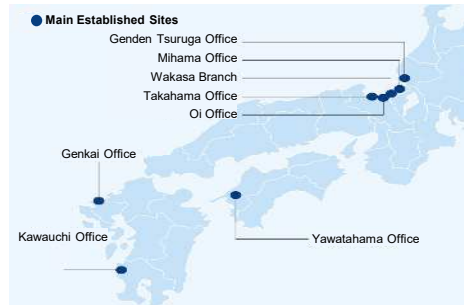 Main Established Sites
Genden Tsuruga Office
Mihama Office
Wakasa Branch
Takahama Office
Oi Office
Genkai Office
Kawauchi Office
Yawatahama Office